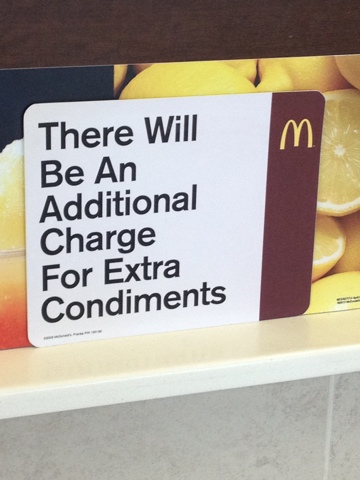 There Will
Be An
Additional
Charge
For Extra
Condiments